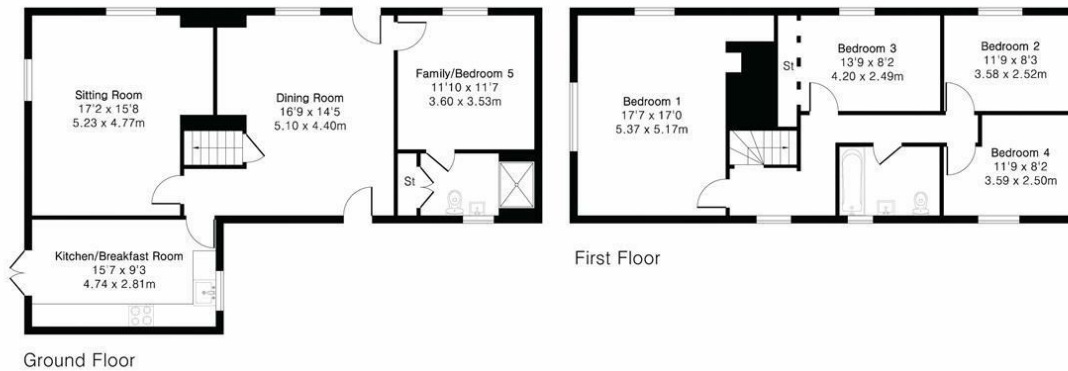 Sitting Room
17'2 x 15'8
5.23 x 4.77m
Dining Room
16'9 x 14'5
5.10 x 4.40m
Family/Bedroom 5
11'10 x 11'7
3.60 x 3.53m
St
Kitchen/Breakfast Room
15'7 x 9'3
4.74 x 2.81m
Ground Floor
Bedroom 1
17'7 x 17'0
5.37 x 5.17m
St
Bedroom 3
13'9 x 8'2
4.20 x 2.49m
Bedroom 2
11'9 x 8'3
3.58 x 2.52m
Bedroom 4
11'9 x 8'2
3.59 x 2.50m
First Floor